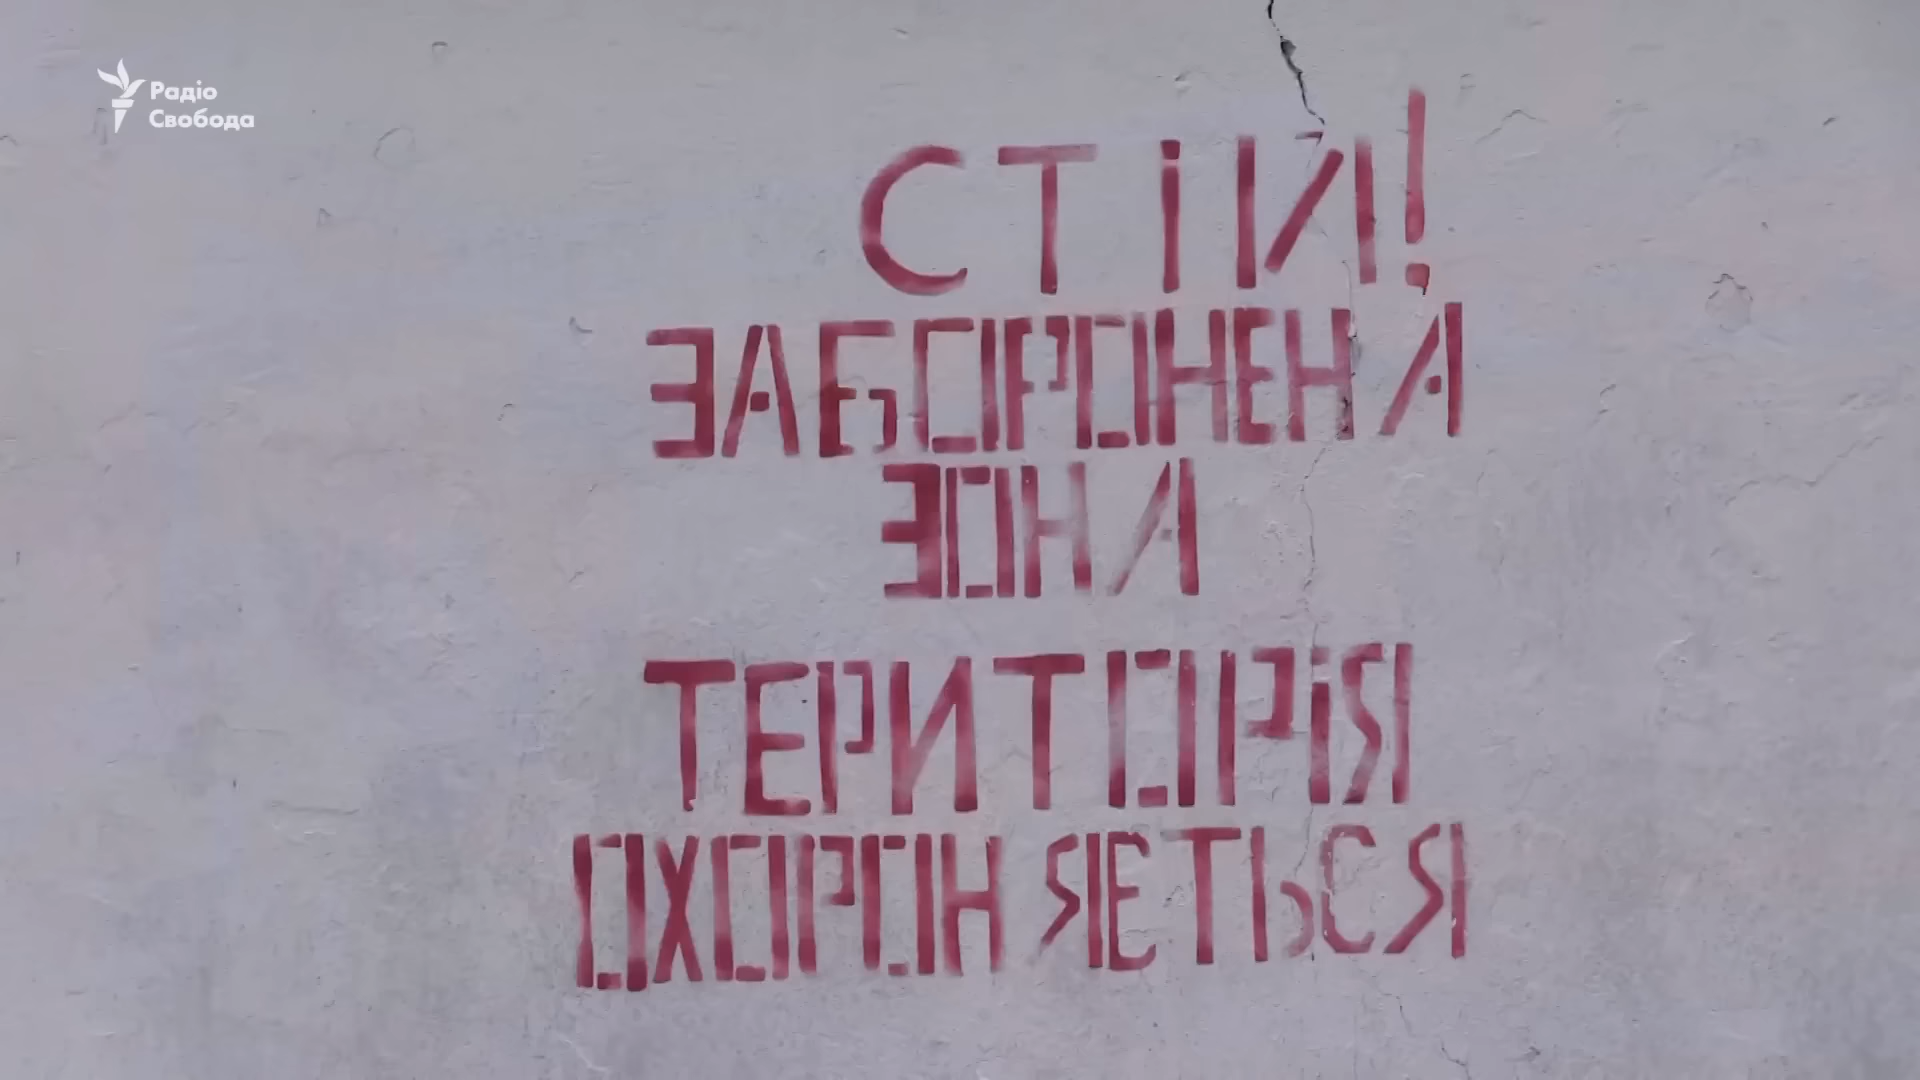 Радіо
Свобода
СТІЙ!
ЗАБОРОНЕНА
ЗОНА
ТЕРИТОРІЯ
ОХОРОНЯЄТЬСЯ